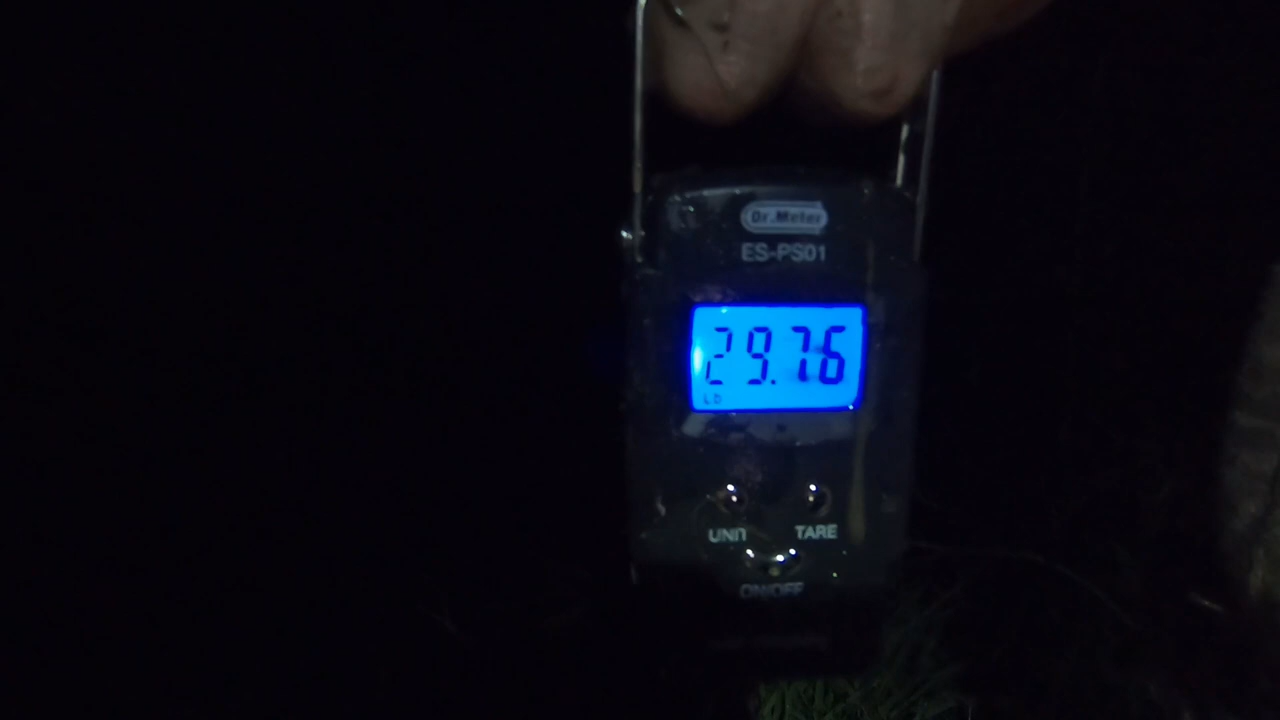 Dr.Meter
ES-PS01
29.76
LB
UNIT TARE
ON/OFF